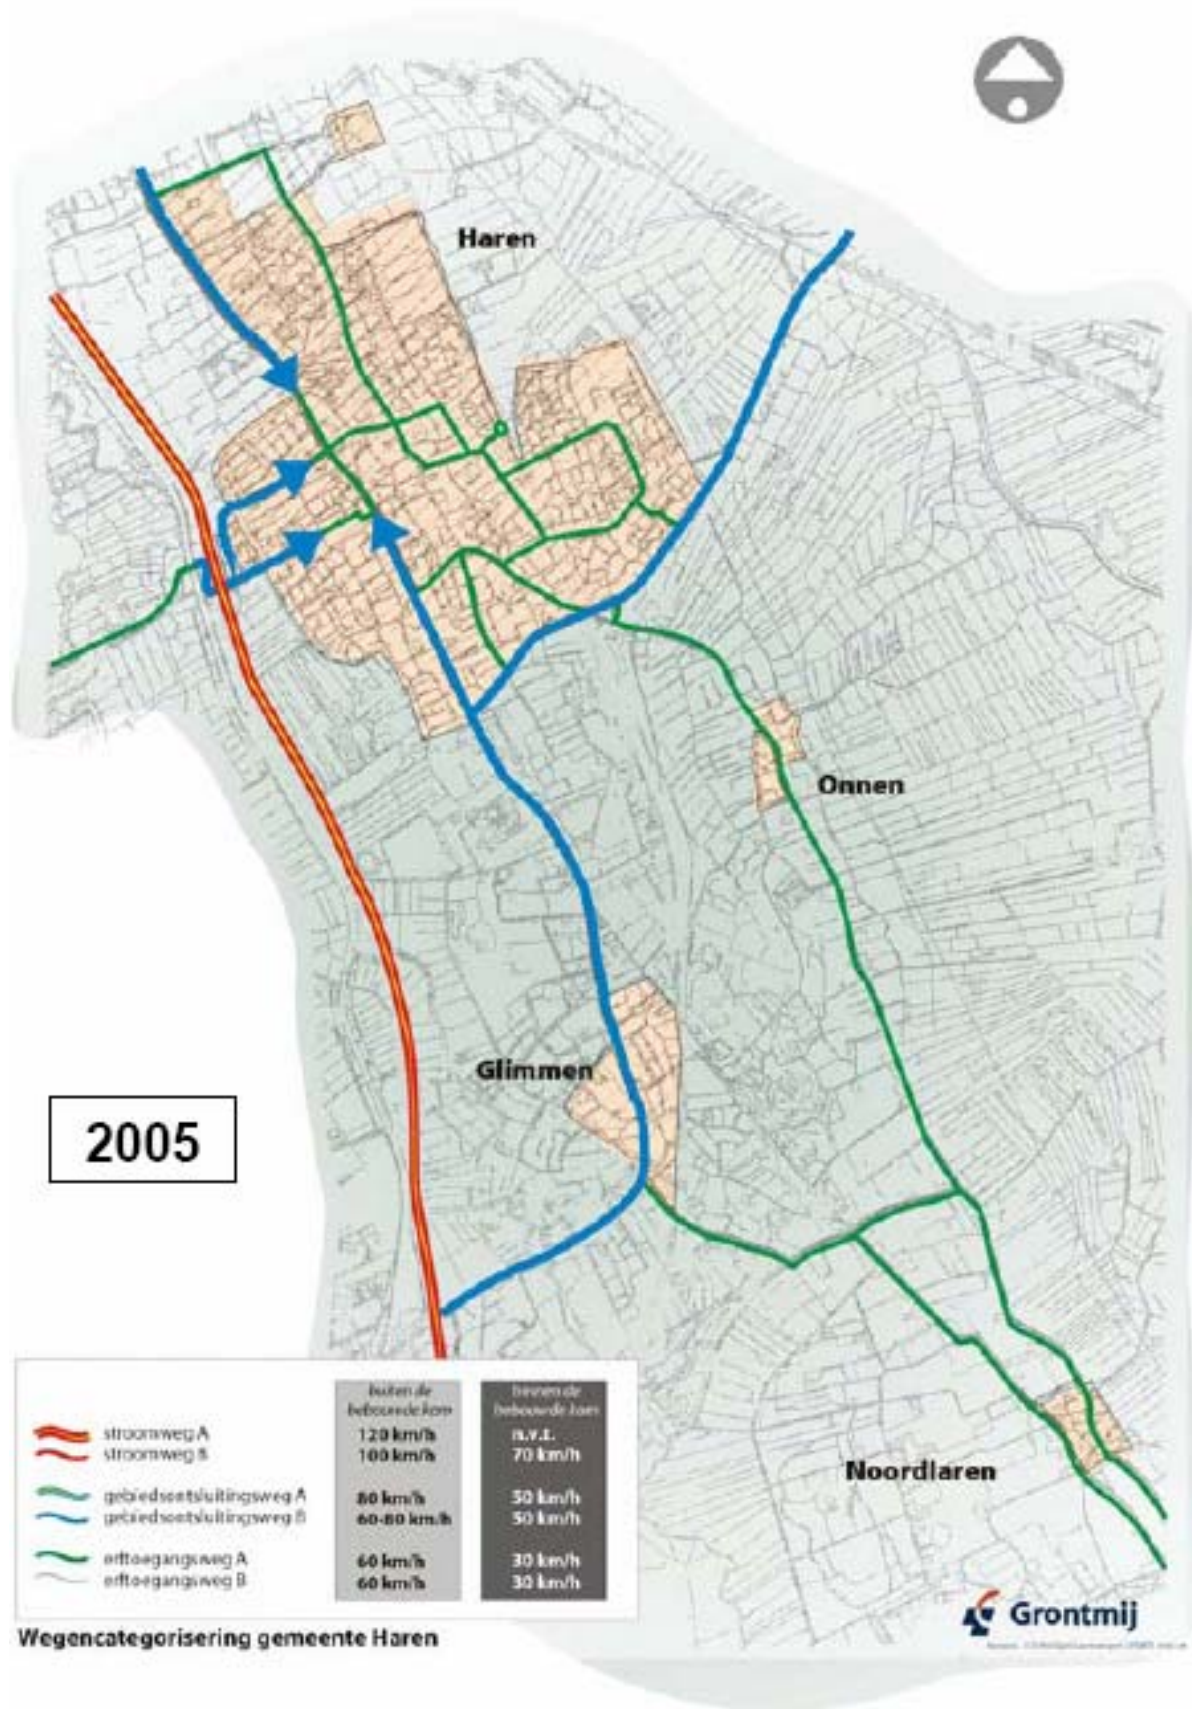 Haren
Onnen
Glimmen
2005
Noordlaren
buiten de
bebouwde kom
binnen de
bebouwde kom
stroomweg A 120 km/h n.v.t.
stroomweg B 100 km/h 70 km/h
gebiedsontsluitingsweg A 80 km/h 50 km/h
gebiedsontsluitingsweg B 60-80 km/h 50 km/h
erftoegangsweg A 60 km/h 30 km/h
erftoegangsweg B 60 km/h 30 km/h
Grontmij
Wegencategorisering gemeente Haren